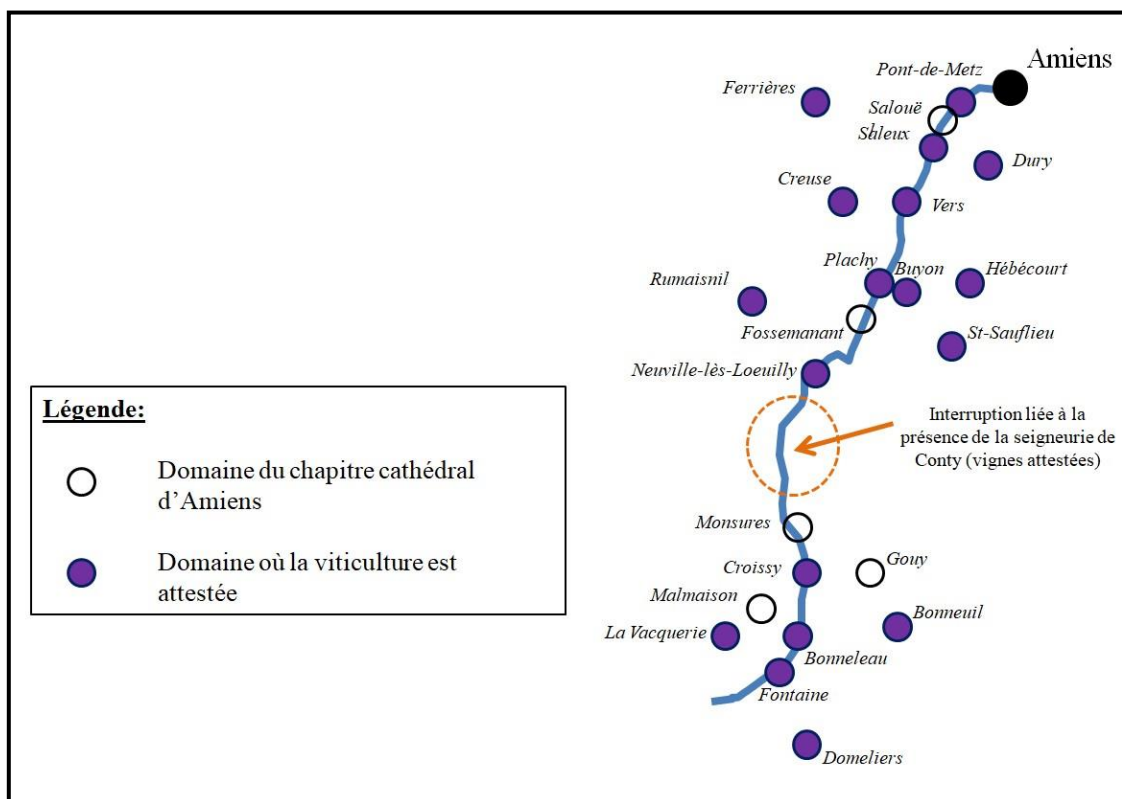 Amiens
Pont-de-Metz
Ferrières
Salouë
Saleux
Dury
Creuse
Vers
Plachy
Buyon
Hébécourt
Rumaisnil
Fossemanant
St-Sauflieu
Neuville-lès-Loeuilly
Légende:
Domaine du chapitre cathédral
d’Amiens
Domaine où la viticulture est
attestée
Interruption liée à la
présence de la seigneurie de
Conty (vignes attestées)
Monsures
Croissy
Gouy
Malmaison
Bonneuil
La Vacquerie
Bonneleau
Fontaine
Domeliers